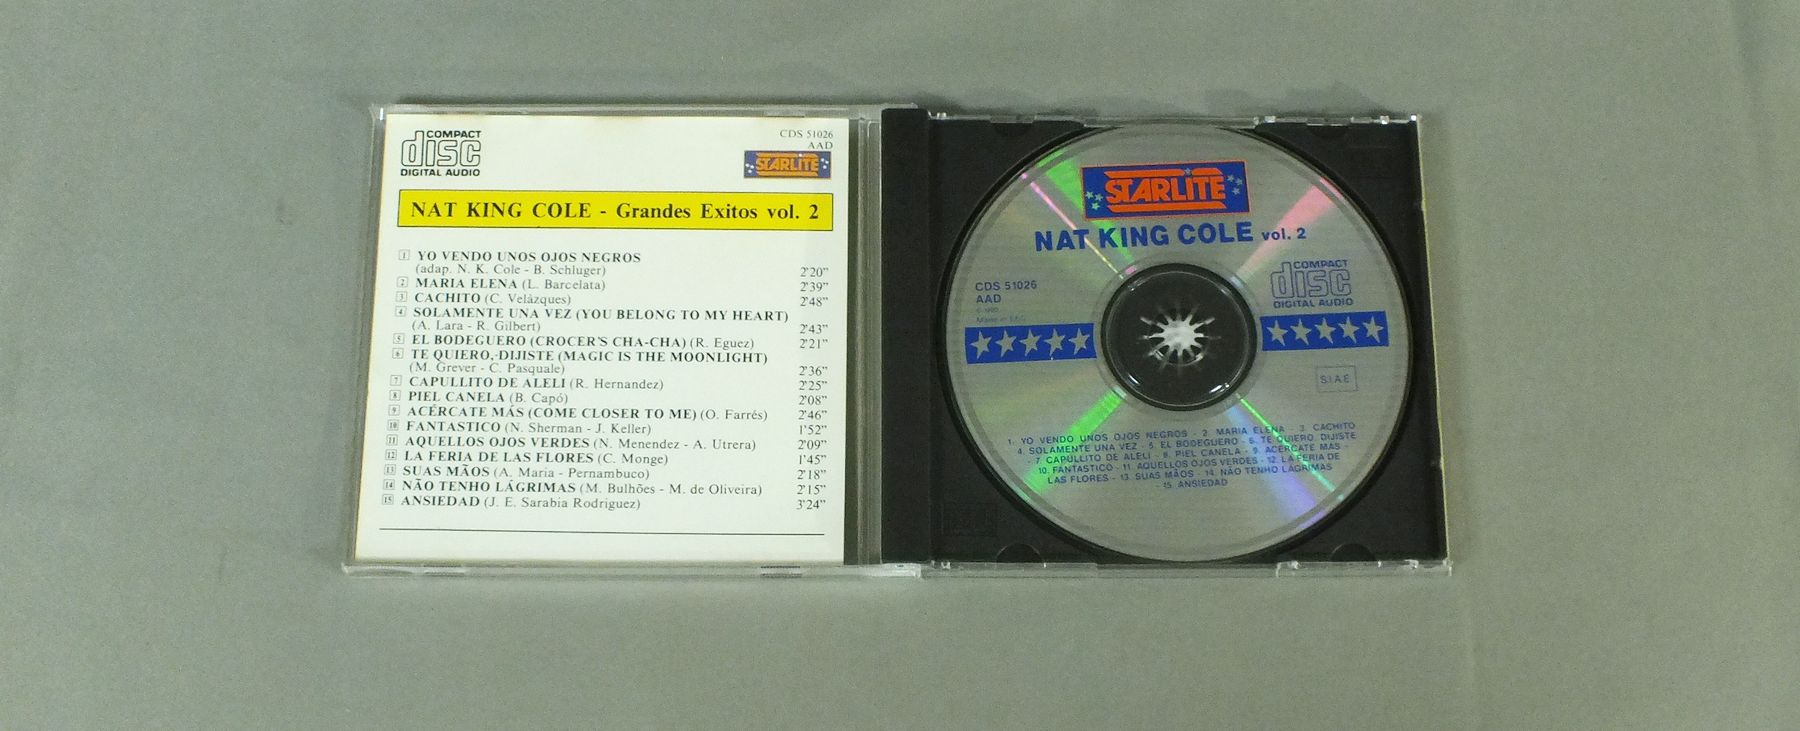 COMPACT
disc
DIGITAL AUDIO
CDS 51026
AAD
STARLITE
NAT KING COLE - Grandes Exitos vol. 2
1 YO VENDO UNOS OJOS NEGROS
(adap. N. K. Cole - B. Schluger) 2'20"
2 MARIA ELENA (L. Barcelata) 2'39"
3 CACHITO (C. Velázques) 2'48"
4 SOLAMENTE UNA VEZ (YOU BELONG TO MY HEART)
(A. Lara - R. Gilbert) 2'43"
5 EL BODEGUERO (CROCER'S CHA-CHA) (R. Eguez) 2'21"
6 TE QUIERO, DIJISTE (MAGIC IS THE MOONLIGHT)
(M. Grever - C. Pasquale) 2'36"
7 CAPULLITO DE ALELI (R. Hernandez) 2'25"
8 PIEL CANELA (B. Capó) 2'08"
9 ACÉRCATE MÁS (COME CLOSER TO ME) (O. Farrés) 2'46"
10 FANTASTICO (N. Sherman - J. Keller) 1'52"
11 AQUELLOS OJOS VERDES (N. Menendez - A. Utrera) 2'09"
12 LA FERIA DE LAS FLORES (C. Monge) 1'45"
13 SUAS MÃOS (A. Maria - Pernambuco) 2'18"
14 NÃO TENHO LÁGRIMAS (M. Bulhões - M. de Oliveira) 2'15"
15 ANSIEDAD (J. E. Sarabia Rodriguez) 3'24"
STARLITE
NAT KING COLE vol. 2
CDS 51026
AAD
COMPACT
disc
DIGITAL AUDIO
S.I.A.E
1. YO VENDO UNOS OJOS NEGROS - 2. MARIA ELENA - 3. CACHITO
4. SOLAMENTE UNA VEZ - 5. EL BODEGUERO - 6. TE QUIERO, DIJISTE
- 7. CAPULLITO DE ALELI - 8. PIEL CANELA - 9. ACERCATE MAS -
10. FANTASTICO - 11. AQUELLOS OJOS VERDES - 12. LA FERIA DE
LAS FLORES - 13. SUAS MÃOS - 14. NÃO TENHO LÁGRIMAS
- 15. ANSIEDAD